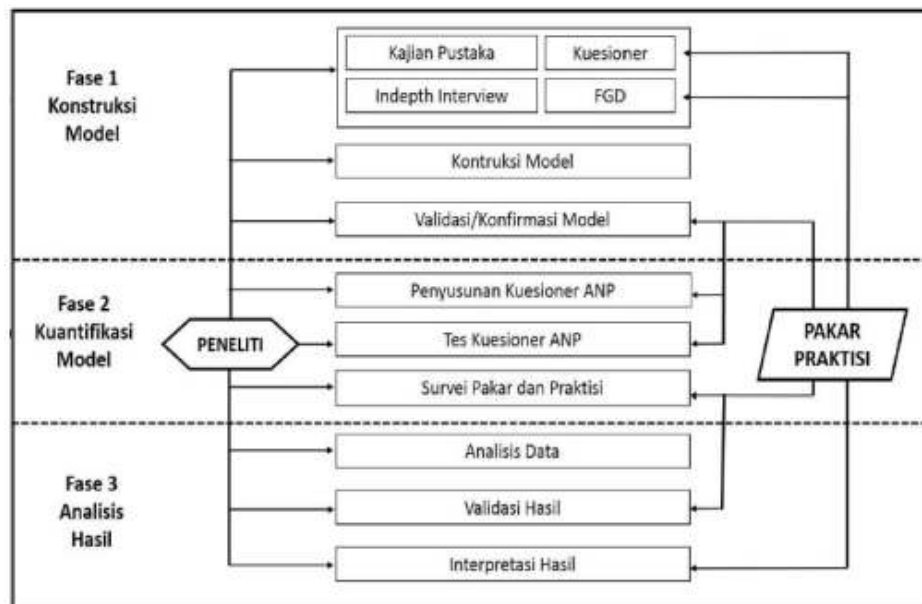 Fase 1
Konstruksi
Model
Kajian Pustaka
Kuesioner
Indepth Interview
FGD
Kontruksi Model
Validasi/Konfirmasi Model
Fase 2
Kuantifikasi
Model
PENELITI
Penyusunan Kuesioner ANP
Tes Kuesioner ANP
Survei Pakar dan Praktisi
PAKAR
PRAKTISI
Fase 3
Analisis
Hasil
Analisis Data
Validasi Hasil
Interpretasi Hasil